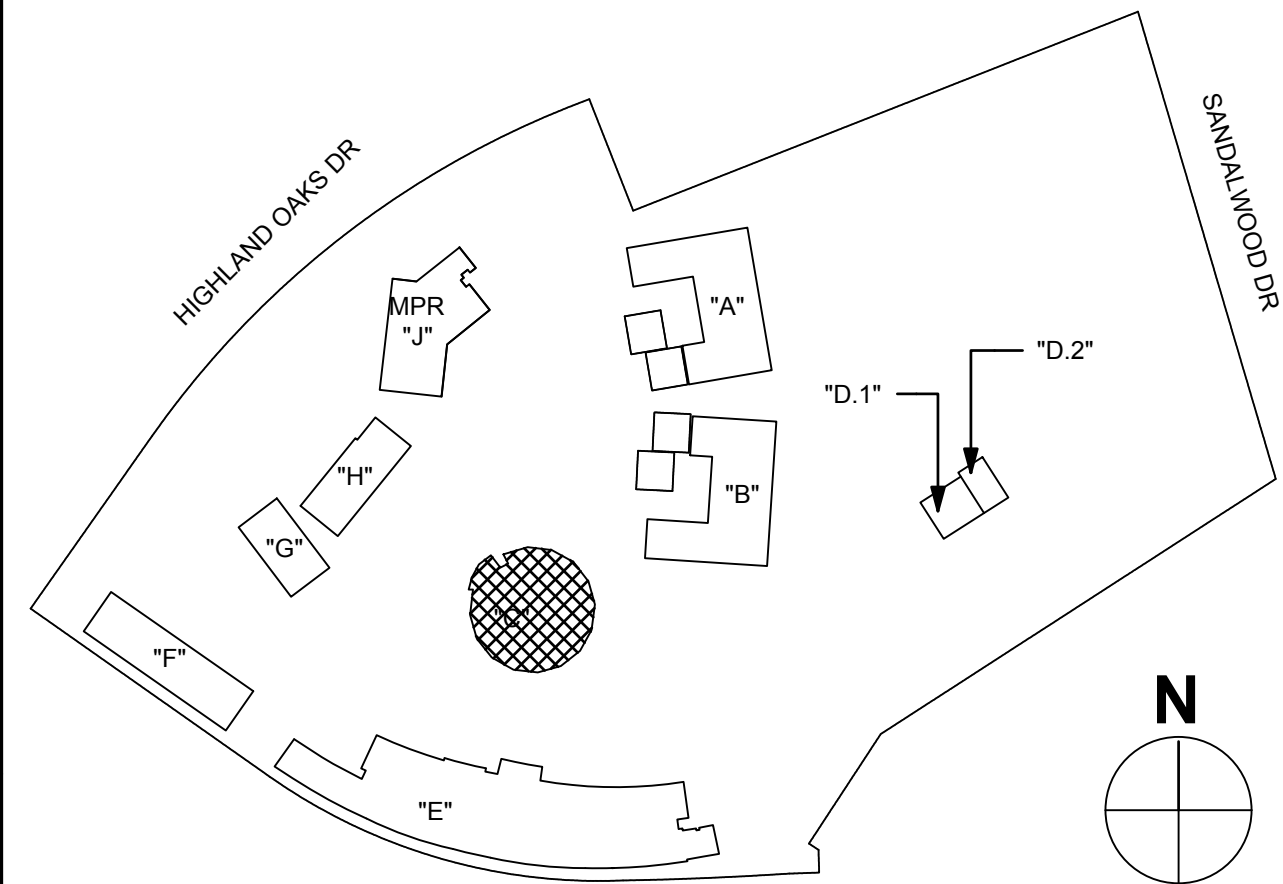 HIGHLAND OAKS DR
SANDALWOOD DR
MPR
"J"
"A"
"D.2"
"D.1"
"H"
"B"
"G"
"C"
"F"
N
"E"